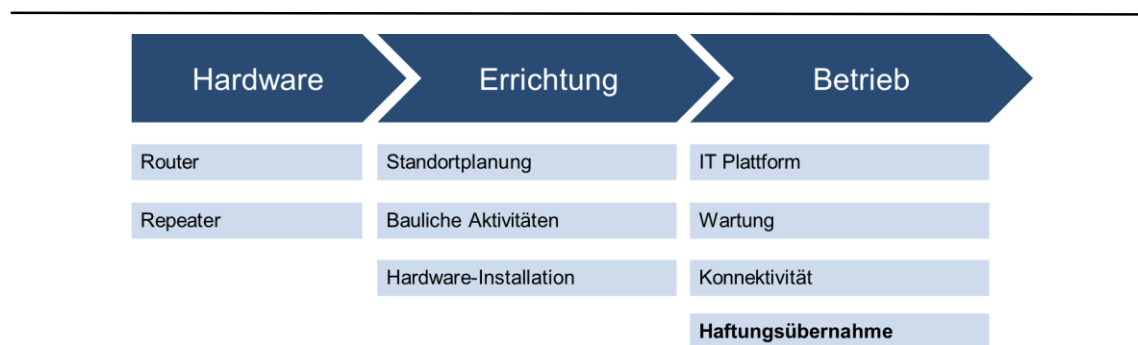 Hardware
Errichtung
Betrieb
Router
Standortplanung
IT Plattform
Repeater
Bauliche Aktivitäten
Wartung
Hardware-Installation
Konnektivität
Haftungsübernahme